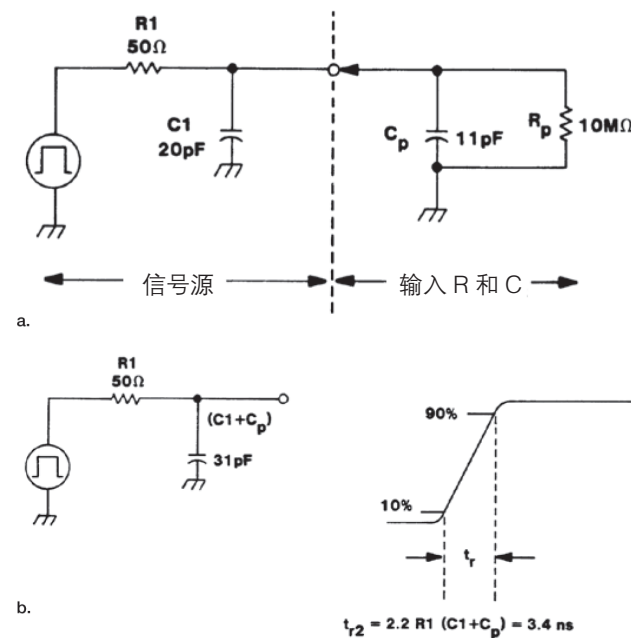 R1
50Ω
C1
20pF
Cp
11pF
Rp
10MΩ
信号源
输入 R 和 C
a.
R1
50Ω
(C1+Cp)
31pF
90%
10%
tr
b.
tr2 = 2.2 R1 (C1+Cp) = 3.4 ns